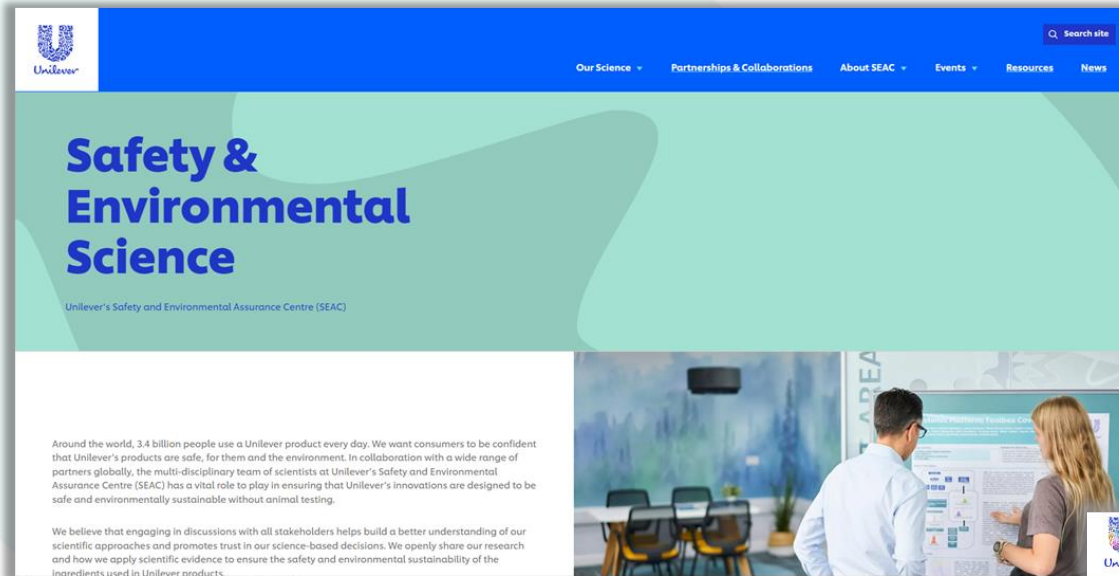 Unilever
Search site
Our Science
Partnerships & Collaborations
About SEAC
Events
Resources
News
Safety &
Environmental
Science
Unilever's Safety and Environmental Assurance Centre (SEAC)
Around the world, 3.4 billion people use a Unilever product every day. We want consumers to be confident
that Unilever's products are safe, for them and the environment. In collaboration with a wide range of
partners globally, the multi-disciplinary team of scientists at Unilever's Safety and Environmental
Assurance Centre (SEAC) has a vital role to play in ensuring that Unilever's innovations are designed to be
safe and environmentally sustainable without animal testing.
We believe that engaging in discussions with all stakeholders helps build a better understanding of our
scientific approaches and promotes trust in our science-based decisions. We openly share our research
and how we apply scientific evidence to ensure the safety and environmental sustainability of the
ingredients used in Unilever products.
AREA
Platform: Toolbox